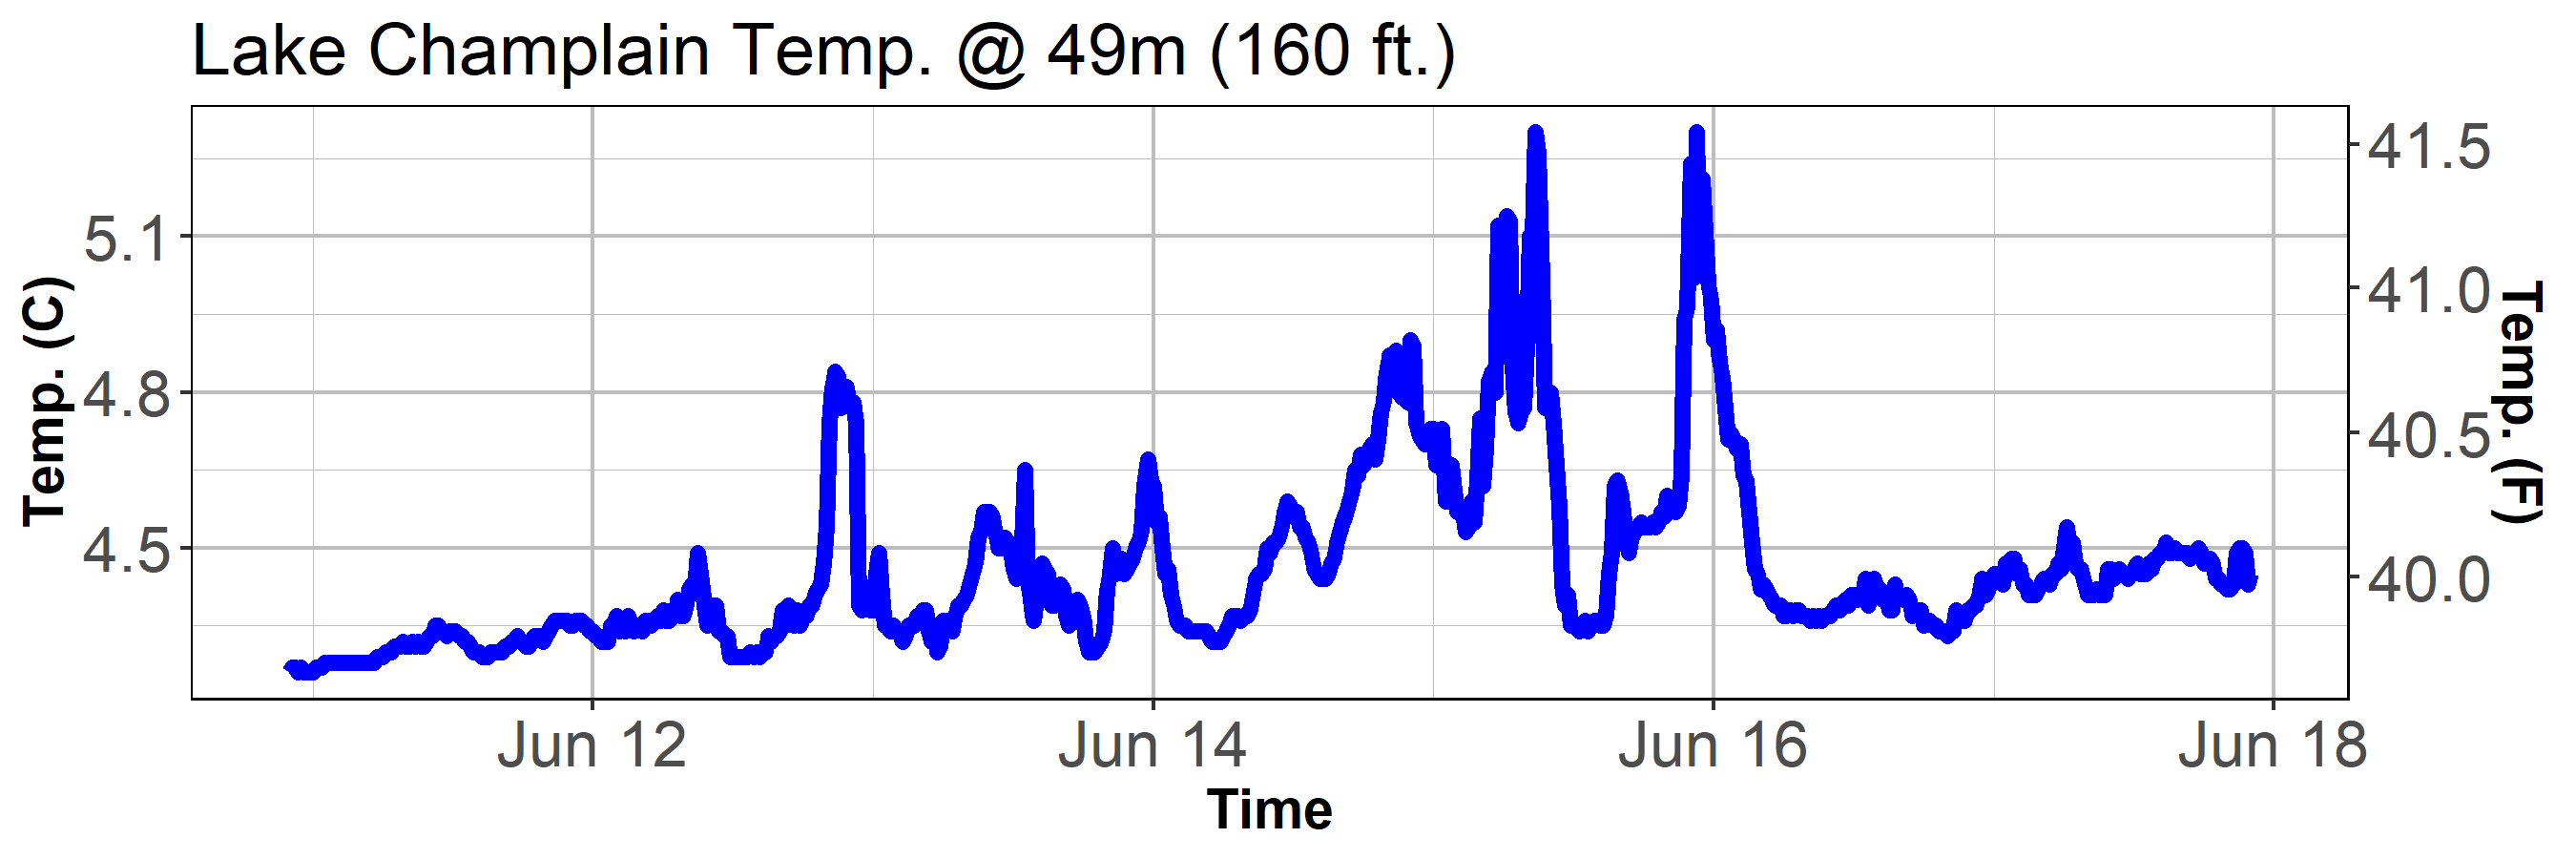 Lake Champlain Temp. @ 49m (160 ft.)
Temp. (C)
5.1
4.8
4.5
41.5
41.0
40.5
40.0
Temp. (F)
Jun 12 Jun 14 Jun 16 Jun 18
Time